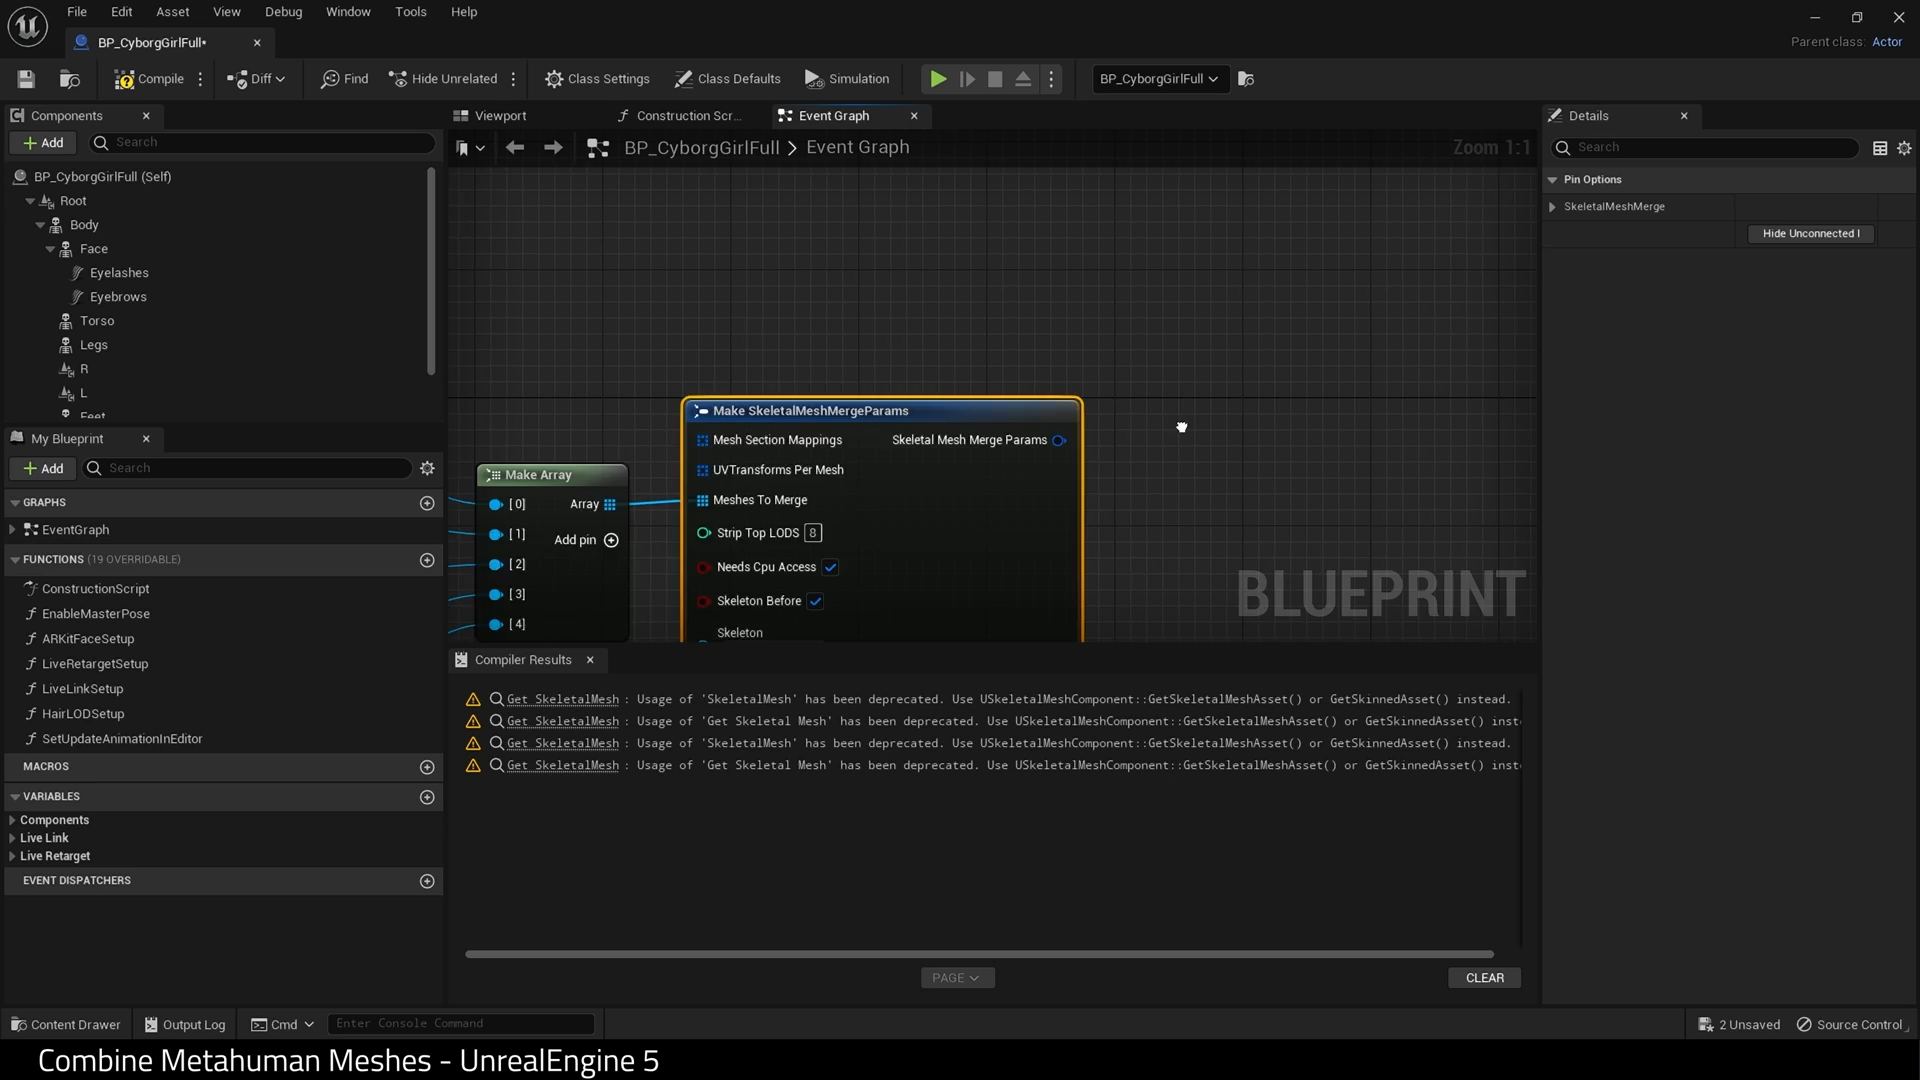 File Edit Asset View Debug Window Tools Help
BP_CyborgGirlFull*
Parent class: Actor
Compile
Diff
Find
Hide Unrelated
Class Settings
Class Defaults
Simulation
BP_CyborgGirlFull
Components
Add
Search
BP_CyborgGirlFull (Self)
Root
Body
Face
Eyelashes
Eyebrows
Torso
Legs
R
L
Feet
My Blueprint
Add
Search
GRAPHS
EventGraph
FUNCTIONS (19 OVERRIDABLE)
ConstructionScript
EnableMasterPose
ARKitFaceSetup
LiveRetargetSetup
LiveLinkSetup
HairLODSetup
SetUpdateAnimationInEditor
MACROS
VARIABLES
Components
Live Link
Live Retarget
EVENT DISPATCHERS
Viewport
Construction Scr...
Event Graph
BP_CyborgGirlFull > Event Graph
Zoom 1:1
Make Array
[ 0] Array
[ 1] Add pin
[ 2]
[ 3]
[ 4]
Make SkeletalMeshMergeParams
Mesh Section Mappings Skeletal Mesh Merge Params
UVTransforms Per Mesh
Meshes To Merge
Strip Top LODS 8
Needs Cpu Access
Skeleton Before
Skeleton
BLUEPRINT
Compiler Results
Get SkeletalMesh : Usage of 'SkeletalMesh' has been deprecated. Use USkeletalMeshComponent::GetSkeletalMeshAsset() or GetSkinnedAsset() instead.
Get SkeletalMesh : Usage of 'Get Skeletal Mesh' has been deprecated. Use USkeletalMeshComponent::GetSkeletalMeshAsset() or GetSkinnedAsset() inste
Get SkeletalMesh : Usage of 'SkeletalMesh' has been deprecated. Use USkeletalMeshComponent::GetSkeletalMeshAsset() or GetSkinnedAsset() instead.
Get SkeletalMesh : Usage of 'Get Skeletal Mesh' has been deprecated. Use USkeletalMeshComponent::GetSkeletalMeshAsset() or GetSkinnedAsset() inste
PAGE
CLEAR
Details
Search
Pin Options
SkeletalMeshMerge
Hide Unconnected I
Content Drawer
Output Log
Cmd
Enter Console Command
2 Unsaved
Source Control
Combine Metahuman Meshes - UnrealEngine 5